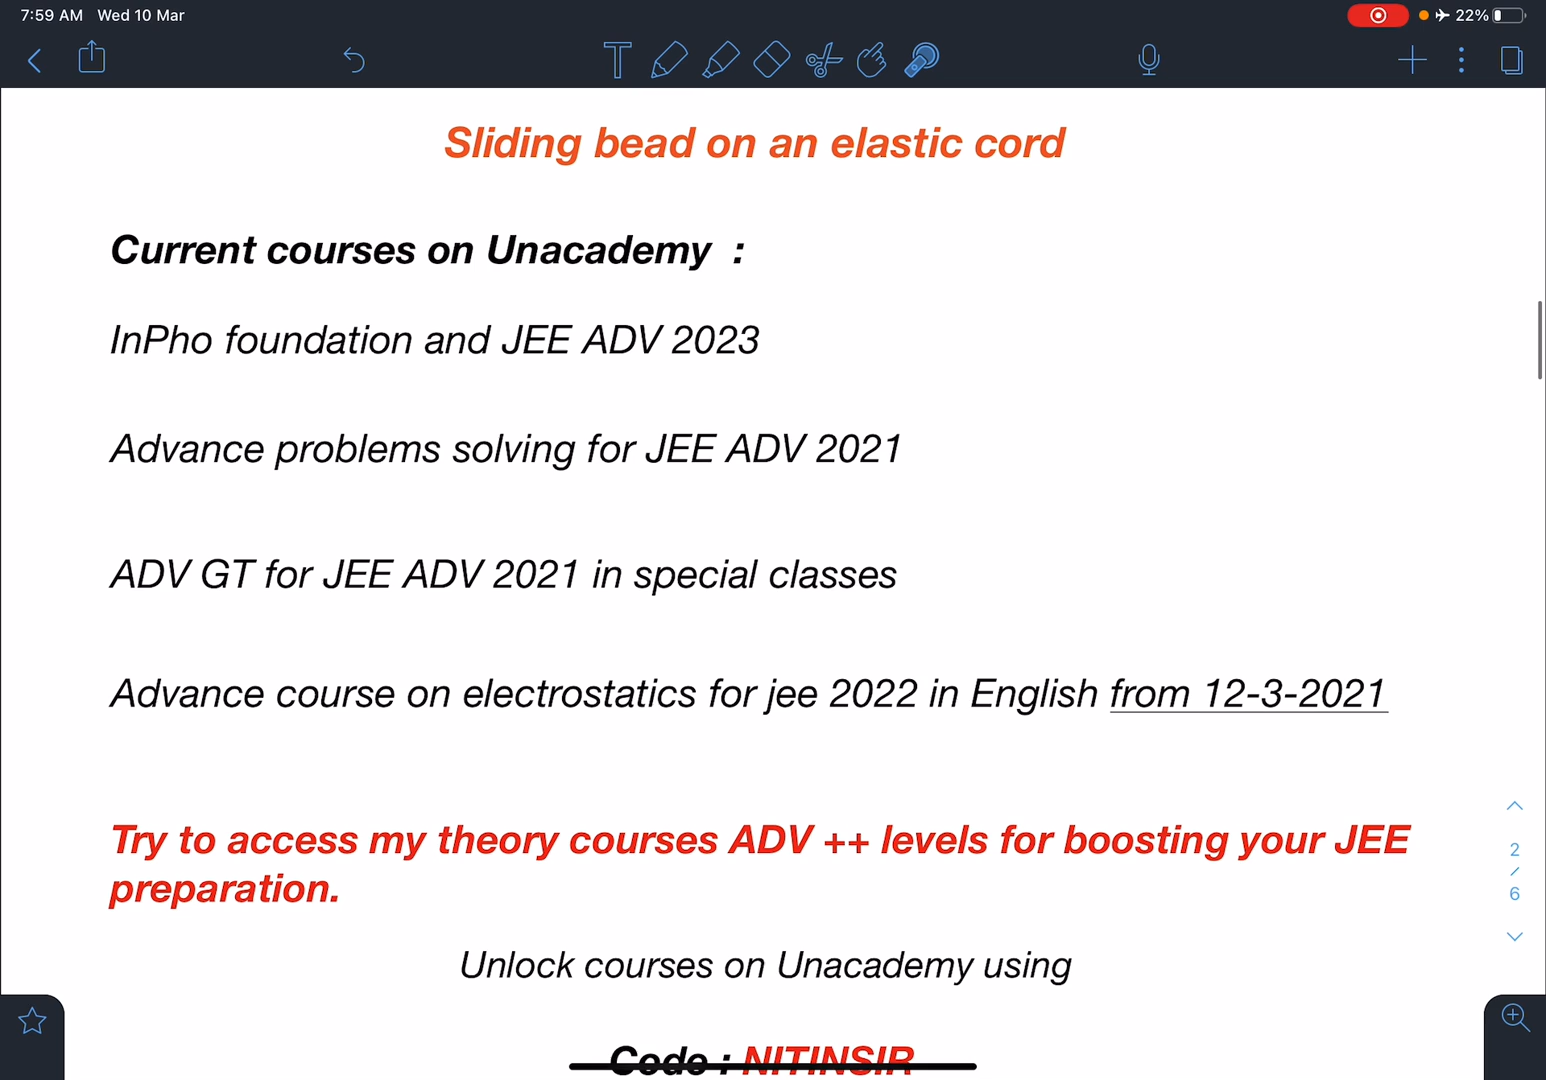 7:59 AM Wed 10 Mar
22%
T
Sliding bead on an elastic cord
Current courses on Unacademy :
InPho foundation and JEE ADV 2023
Advance problems solving for JEE ADV 2021
ADV GT for JEE ADV 2021 in special classes
Advance course on electrostatics for jee 2022 in English from 12-3-2021
Try to access my theory courses ADV ++ levels for boosting your JEE
preparation.
2
/
6
Unlock courses on Unacademy using
Code : NITINSIR